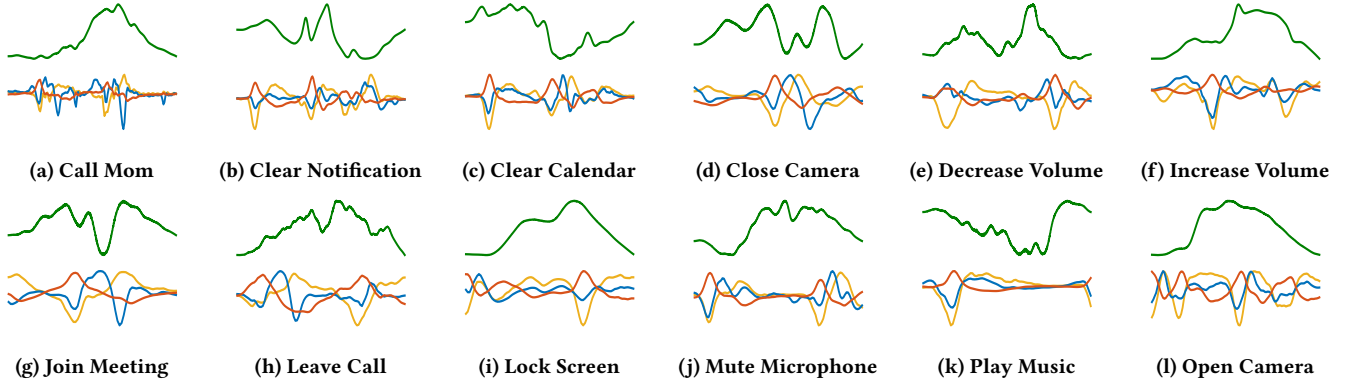 (a) Call Mom
(b) Clear Notification
(c) Clear Calendar
(d) Close Camera
(e) Decrease Volume
(f) Increase Volume
(g) Join Meeting
(h) Leave Call
(i) Lock Screen
(j) Mute Microphone
(k) Play Music
(l) Open Camera